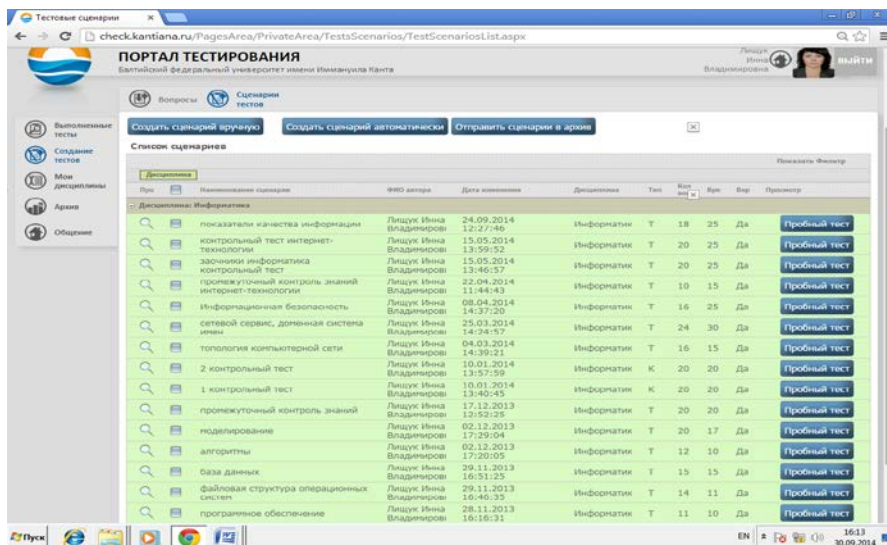 Тестовые сценарии
check.kantiana.ru/PagesArea/PrivateArea/TestsScenarios/TestScenariosList.aspx
ПОРТАЛ ТЕСТИРОВАНИЯ
Балтийский федеральный университет имени Иммануила Канта
Лищук
Инна
Владимировна
ВЫЙТИ
Вопросы
Сценарии
тестов
Выполненные
тесты
Создание
тестов
Мои
дисциплины
Архив
Общение
Создать сценарий вручную Создать сценарий автоматически Отправить сценарии в архив
Список сценариев
Показать Фильтр
Дисциплина
Наименование сценария ФИО автора Дата изменения Дисциплина Тип Кол Вре Вер Просмотр
Дисциплина: Информатика
показатели качества информации Лищук Инна Владимировн 24.09.2014 12:27:46 Информатик Т 18 25 Да Пробный тест
контрольный тест интернет-технологии Лищук Инна Владимировн 15.05.2014 13:59:52 Информатик Т 20 25 Да Пробный тест
заочники информатика контрольный тест Лищук Инна Владимировн 15.05.2014 13:46:57 Информатик Т 20 25 Да Пробный тест
промежуточный контроль знаний интернет-технологии Лищук Инна Владимировн 22.04.2014 11:44:43 Информатик Т 10 15 Да Пробный тест
Информационная безопасность Лищук Инна Владимировн 08.04.2014 14:37:20 Информатик Т 16 25 Да Пробный тест
сетевой сервис, доменная система имен Лищук Инна Владимировн 25.03.2014 14:24:57 Информатик Т 24 30 Да Пробный тест
топология компьютерной сети Лищук Инна Владимировн 04.03.2014 14:39:21 Информатик Т 16 15 Да Пробный тест
2 контрольный тест Лищук Инна Владимировн 10.01.2014 13:57:59 Информатик К 20 20 Да Пробный тест
1 контрольный тест Лищук Инна Владимировн 10.01.2014 13:40:45 Информатик К 20 20 Да Пробный тест
промежуточный контроль знаний Лищук Инна Владимировн 17.12.2013 12:52:25 Информатик Т 20 20 Да Пробный тест
моделирование Лищук Инна Владимировн 02.12.2013 17:29:04 Информатик Т 20 17 Да Пробный тест
алгоритмы Лищук Инна Владимировн 02.12.2013 17:20:05 Информатик Т 12 10 Да Пробный тест
база данных Лищук Инна Владимировн 29.11.2013 16:51:25 Информатик Т 15 15 Да Пробный тест
файловая структура операционных систем Лищук Инна Владимировн 29.11.2013 16:40:35 Информатик Т 14 11 Да Пробный тест
программное обеспечение Лищук Инна Владимировн 28.11.2013 16:16:31 Информатик Т 11 10 Да Пробный тест
Пуск
EN
16:13
30.09.2014